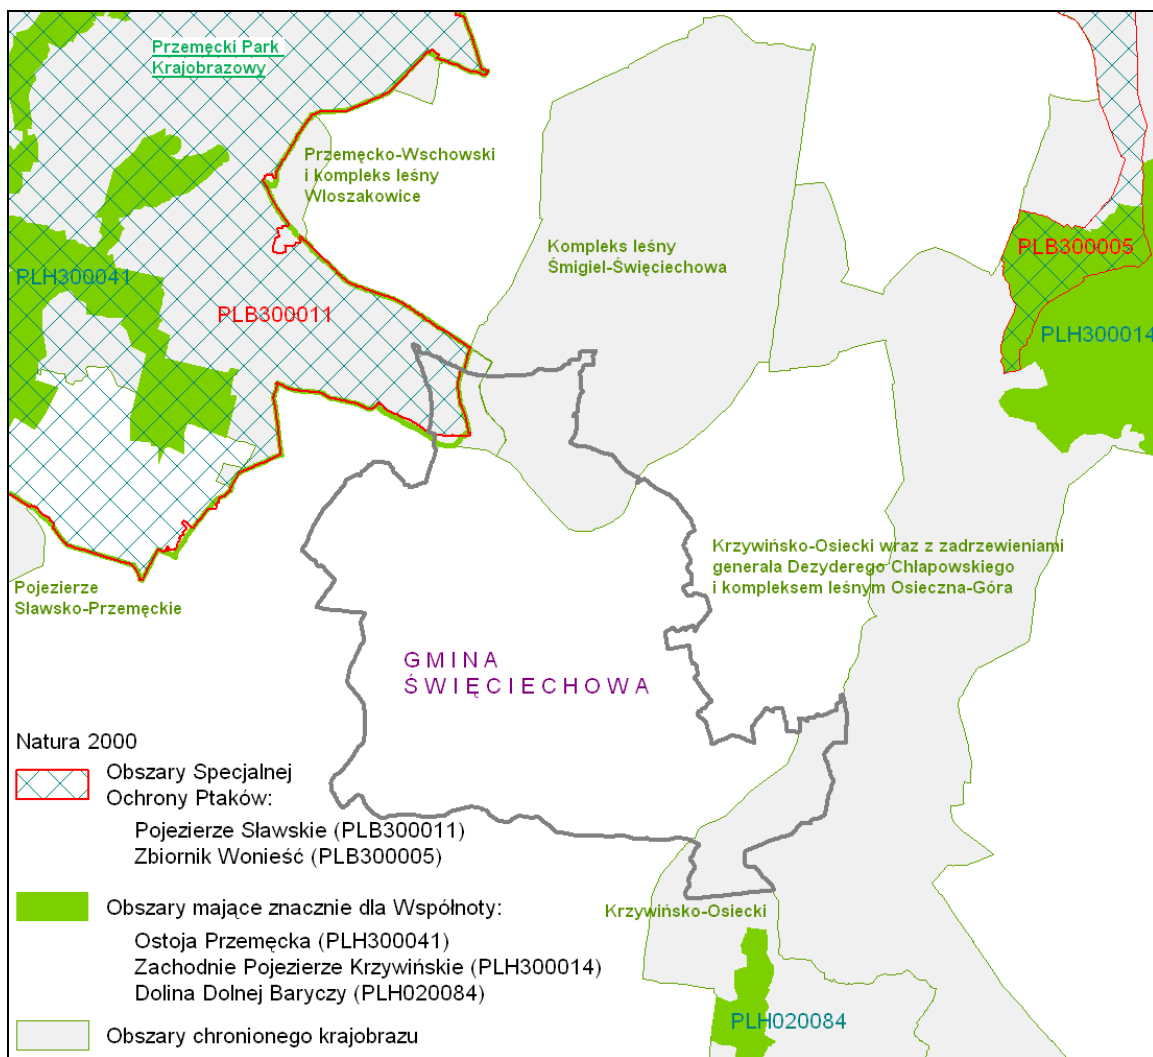 Przemęcki Park
Krajobrazowy
Przemęcko-Wschowski
i kompleks leśny
Włoszakowice
Kompleks leśny
Śmigiel-Święciechowa
PLB300005
PLH300041
PLB300011
PLH300014
Krzywińsko-Osiecki wraz z zadrzewieniami
generała Dezyderego Chlapowskiego
i kompleksem leśnym Osieczna-Góra
Pojezierze
Sławsko-Przemęckie
GMINA
ŚWIĘCIECHOWA
Natura 2000
Obszary Specjalnej
Ochrony Ptaków:
Pojezierze Sławskie (PLB300011)
Zbiornik Wonieść (PLB300005)
Obszary mające znacznie dla Wspólnoty:
Krzywińsko-Osiecki
Ostoja Przemęcka (PLH300041)
Zachodnie Pojezierze Krzywińskie (PLH300014)
Dolina Dolnej Baryczy (PLH020084)
PLH020084
Obszary chronionego krajobrazu